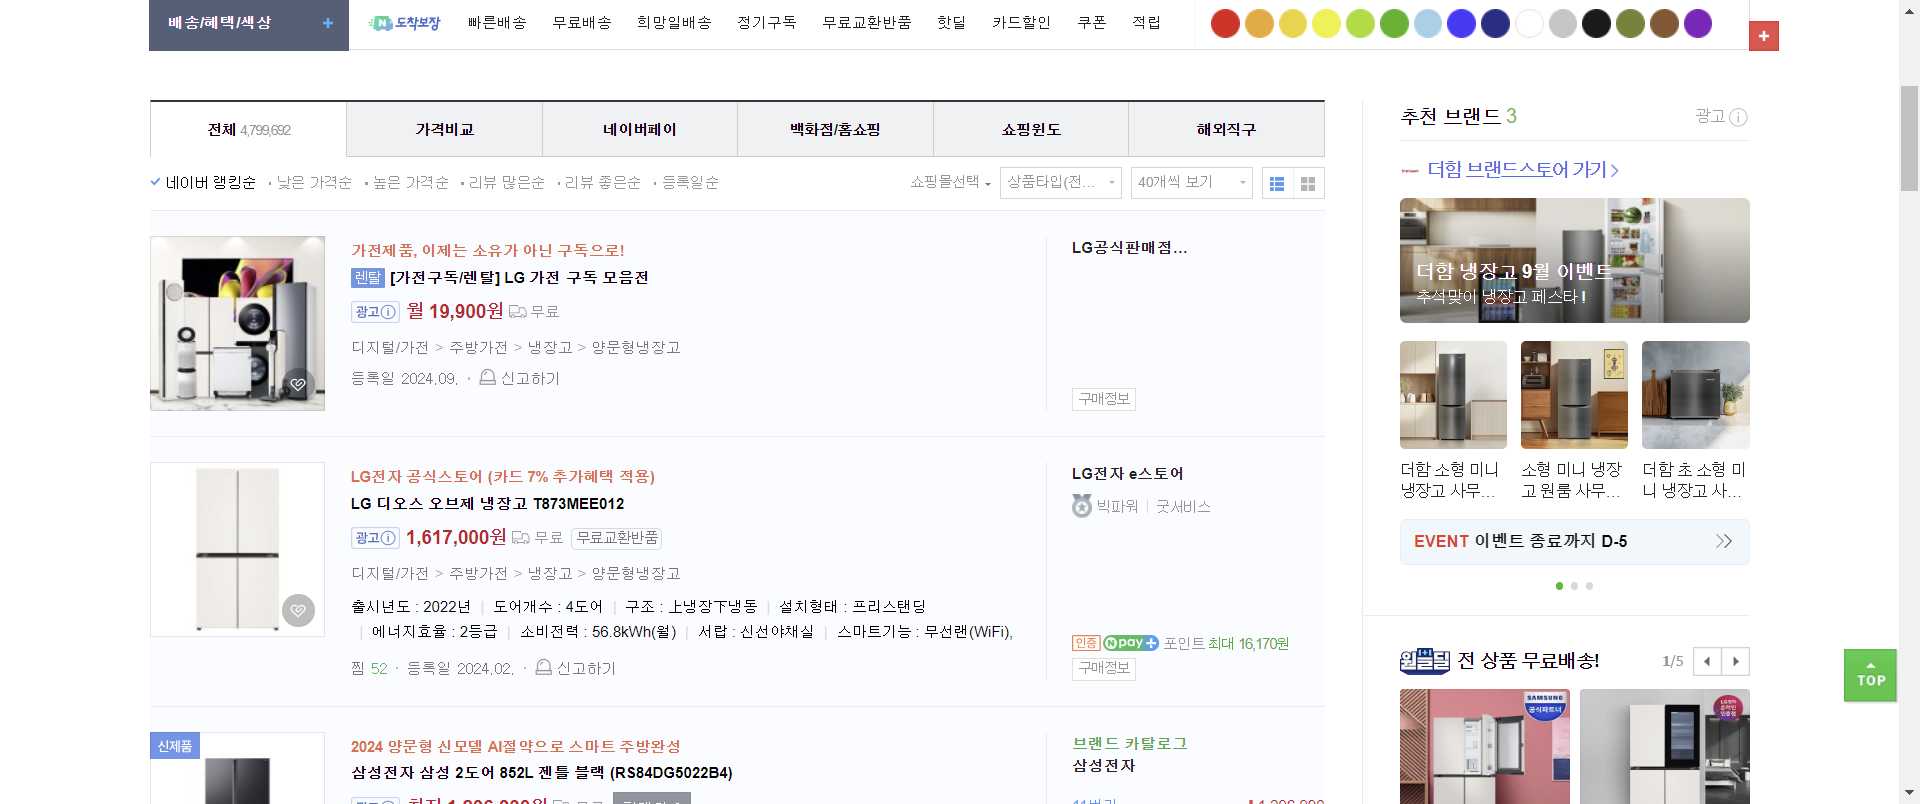 배송/혜택/색상
도착보장
빠른배송
무료배송
희망일배송
정기구독
무료교환반품
핫딜
카드할인
쿠폰
적립
전체 4,799,692
가격비교
네이버페이
백화점/홈쇼핑
쇼핑윈도
해외직구
네이버 랭킹순
낮은 가격순
높은 가격순
리뷰 많은순
리뷰 좋은순
등록일순
쇼핑몰선택
상품타입(전...
40개씩 보기
가전제품, 이제는 소유가 아닌 구독으로!
렌탈 [가전구독/렌탈] LG 가전 구독 모음전
광고 월 19,900원 무료
디지털/가전 > 주방가전 > 냉장고 > 양문형냉장고
등록일 2024.09. · 신고하기
LG공식판매점...
구매정보
LG전자 공식스토어 (카드 7% 추가혜택 적용)
LG 디오스 오브제 냉장고 T873MEE012
광고 1,617,000원 무료 무료교환반품
디지털/가전 > 주방가전 > 냉장고 > 양문형냉장고
출시년도 : 2022년 | 도어개수 : 4도어 | 구조 : 上냉장下냉동 | 설치형태 : 프리스탠딩
| 에너지효율 : 2등급 | 소비전력 : 56.8kWh(월) | 서랍 : 신선야채실 | 스마트기능 : 무선랜(WiFi),
찜 52 · 등록일 2024.02. · 신고하기
LG전자 e스토어
빅파워 | 굿서비스
인증 N pay+ 포인트 최대 16,170원
구매정보
신제품
2024 양문형 신모델 AI절약으로 스마트 주방완성
삼성전자 삼성 2도어 852L 젠틀 블랙 (RS84DG5022B4)
브랜드 카탈로그
삼성전자
추천 브랜드 3
광고
더함 브랜드스토어 가기
더함 냉장고 9월 이벤트
추석맞이 냉장고 페스타 !
더함 소형 미니
냉장고 사무...
소형 미니 냉장
고 원룸 사무...
더함 초 소형 미
니 냉장고 사...
EVENT 이벤트 종료까지 D-5
원플딜 1+1 전 상품 무료배송!
1/5
SAMSUNG
공식파트너
TOP